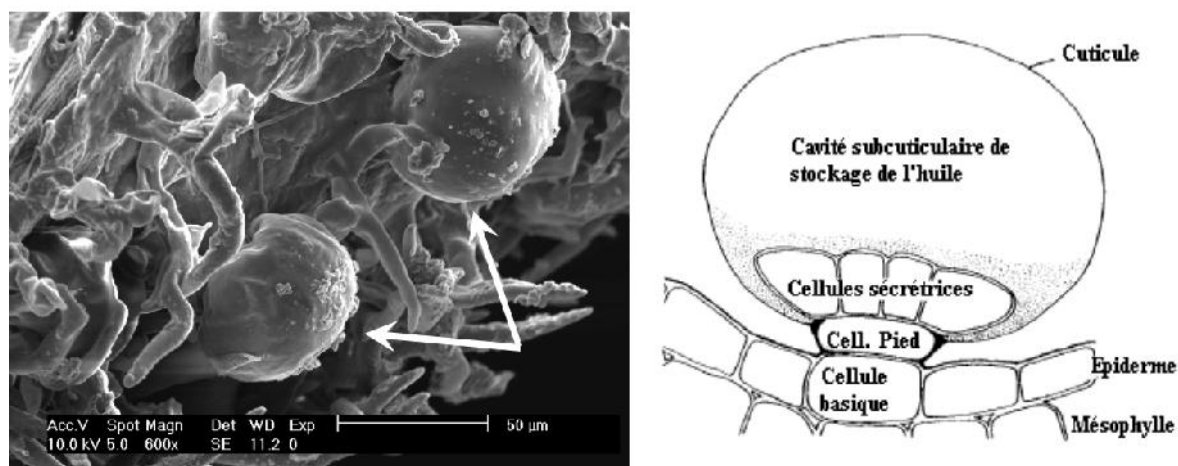 Acc.V Spot Magn Det WD Exp
10.0 kV 5.0 600x SE 11.2 0
50 µm
Cuticule
Cavité subcuticulaire de
stockage de l'huile
Cellules sécrétrices
Cell. Pied
Cellule
basique
Epiderme
Mésophylle